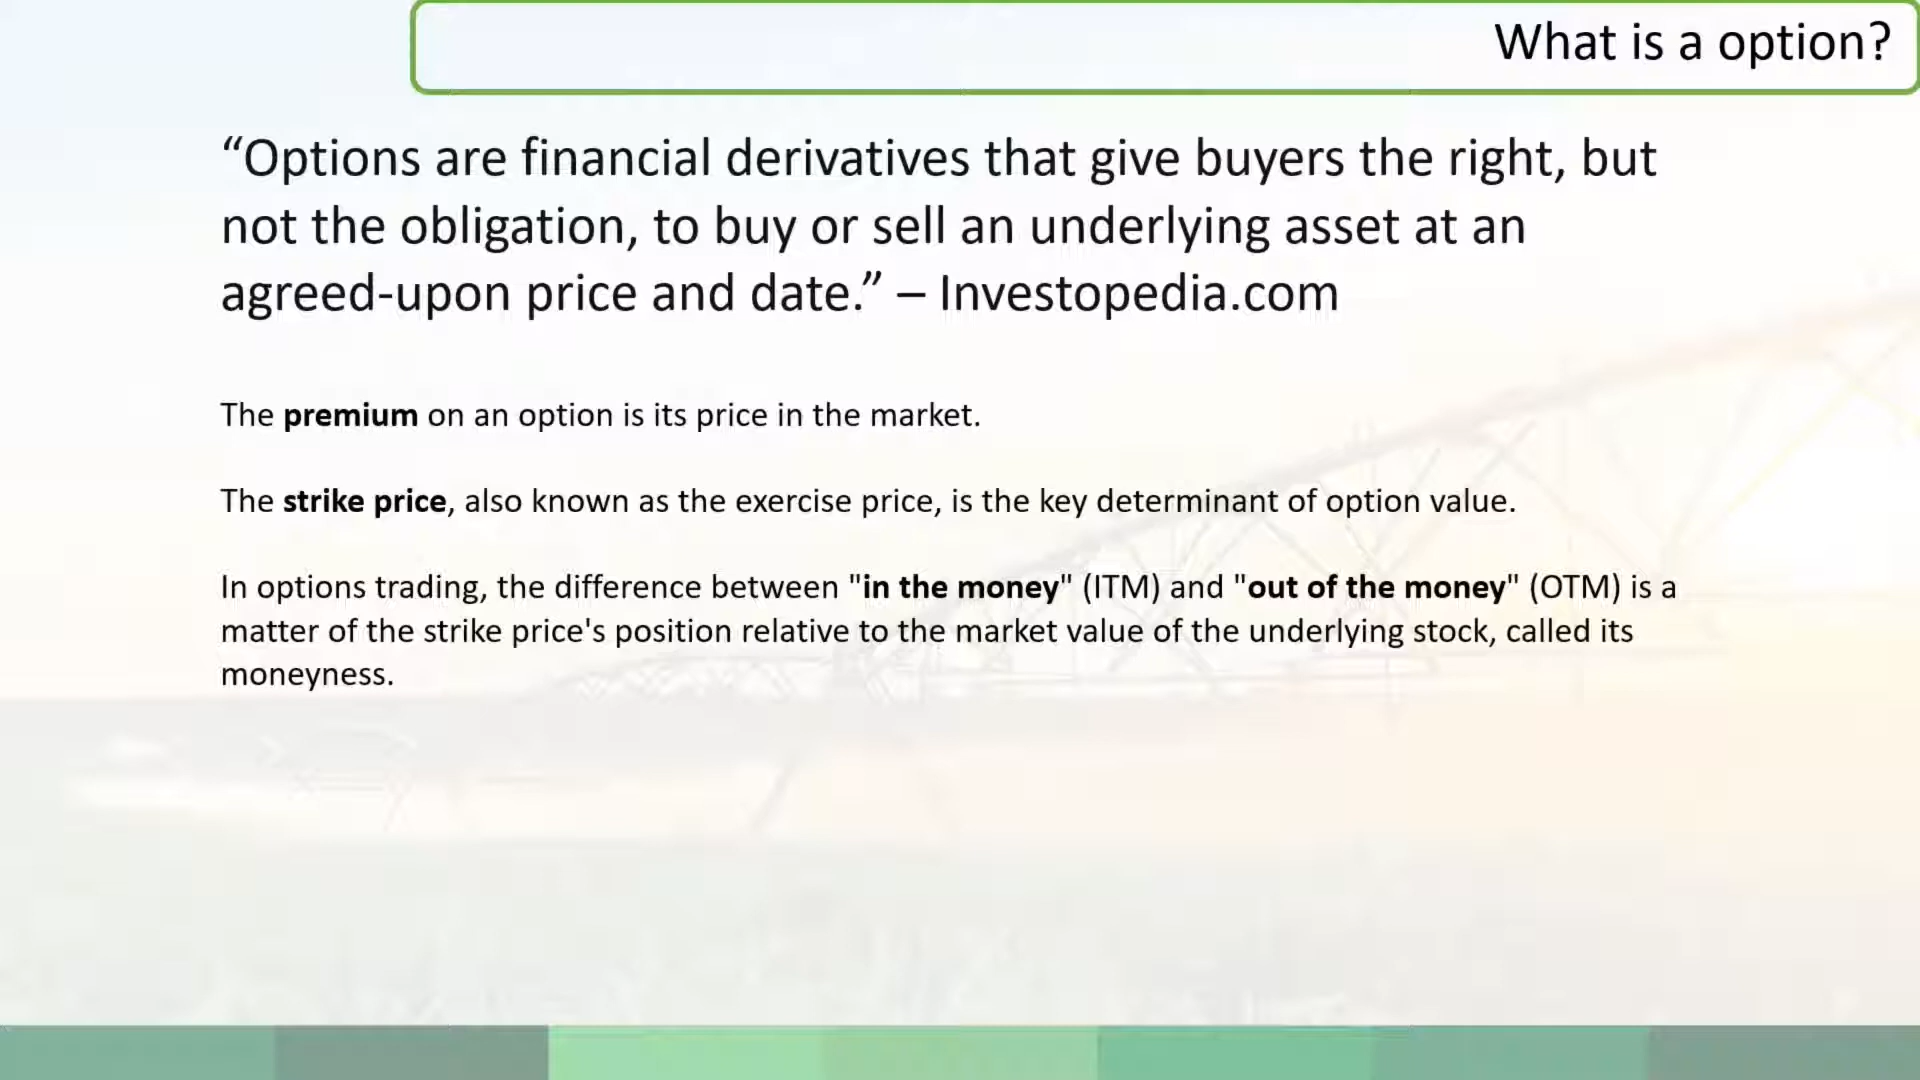 What is a option?
“Options are financial derivatives that give buyers the right, but
not the obligation, to buy or sell an underlying asset at an
agreed-upon price and date.” – Investopedia.com
The premium on an option is its price in the market.
The strike price, also known as the exercise price, is the key determinant of option value.
In options trading, the difference between "in the money" (ITM) and "out of the money" (OTM) is a
matter of the strike price's position relative to the market value of the underlying stock, called its
moneyness.